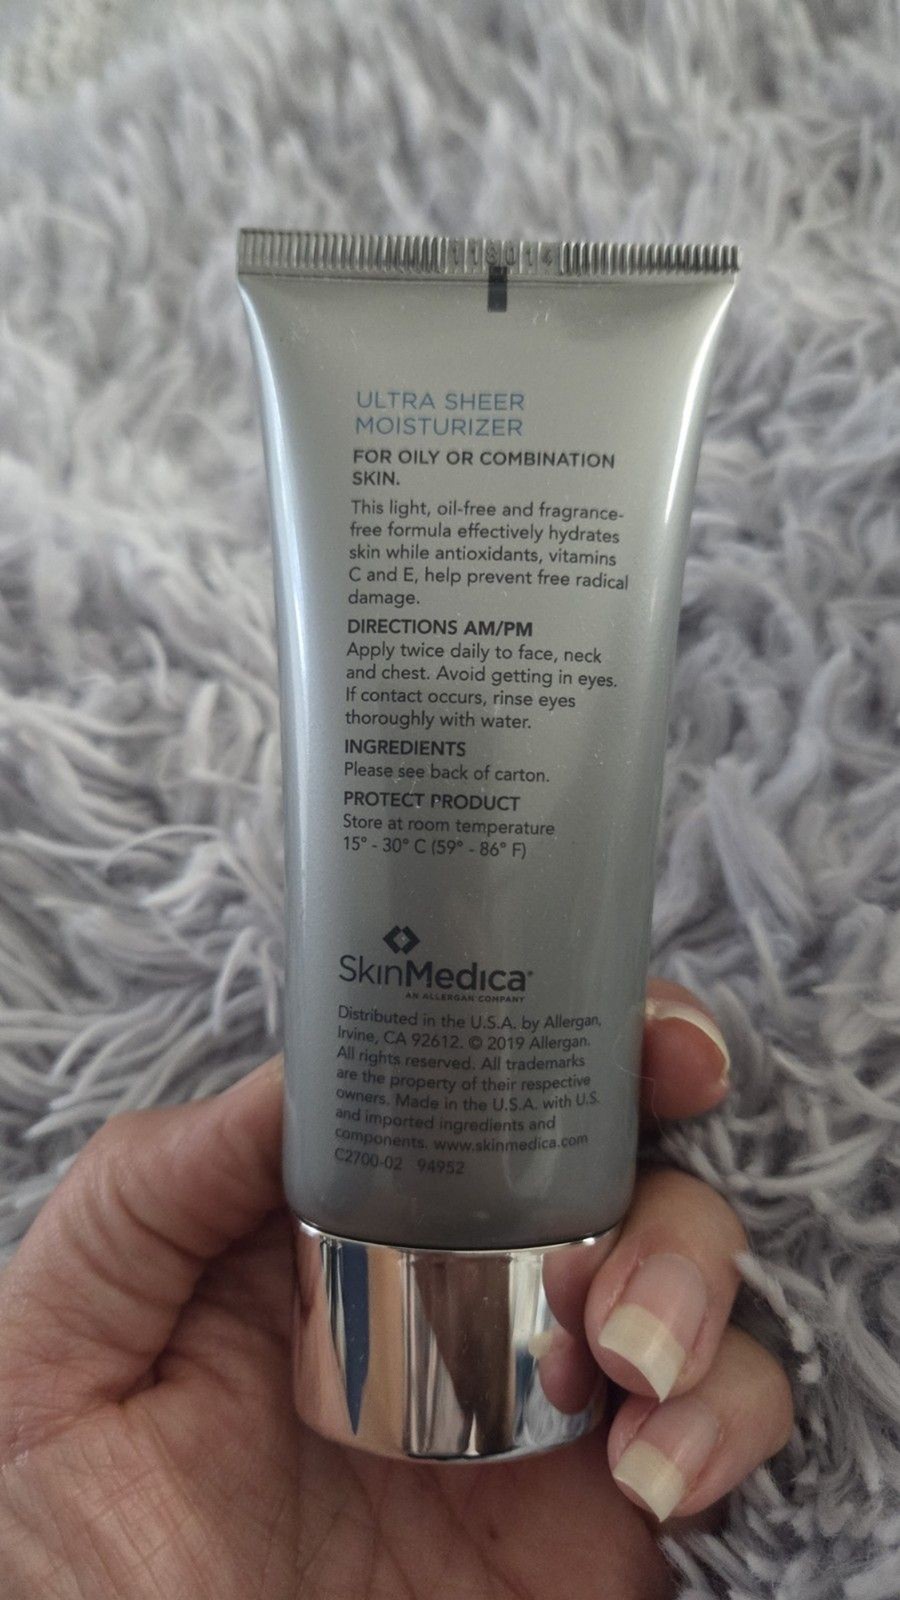 118014
ULTRA SHEER
MOISTURIZER
FOR OILY OR COMBINATION
SKIN.
This light, oil-free and fragrance-
free formula effectively hydrates
skin while antioxidants, vitamins
C and E, help prevent free radical
damage.
DIRECTIONS AM/PM
Apply twice daily to face, neck
and chest. Avoid getting in eyes.
If contact occurs, rinse eyes
thoroughly with water.
INGREDIENTS
Please see back of carton.
PROTECT PRODUCT
Store at room temperature
15° - 30° C (59° - 86° F)
SkinMedica®
AN ALLERGAN COMPANY
Distributed in the U.S.A. by Allergan,
Irvine, CA 92612. © 2019 Allergan.
All rights reserved. All trademarks
are the property of their respective
owners. Made in the U.S.A. with U.S.
and imported ingredients and
components. www.skinmedica.com
C2700-02 94952